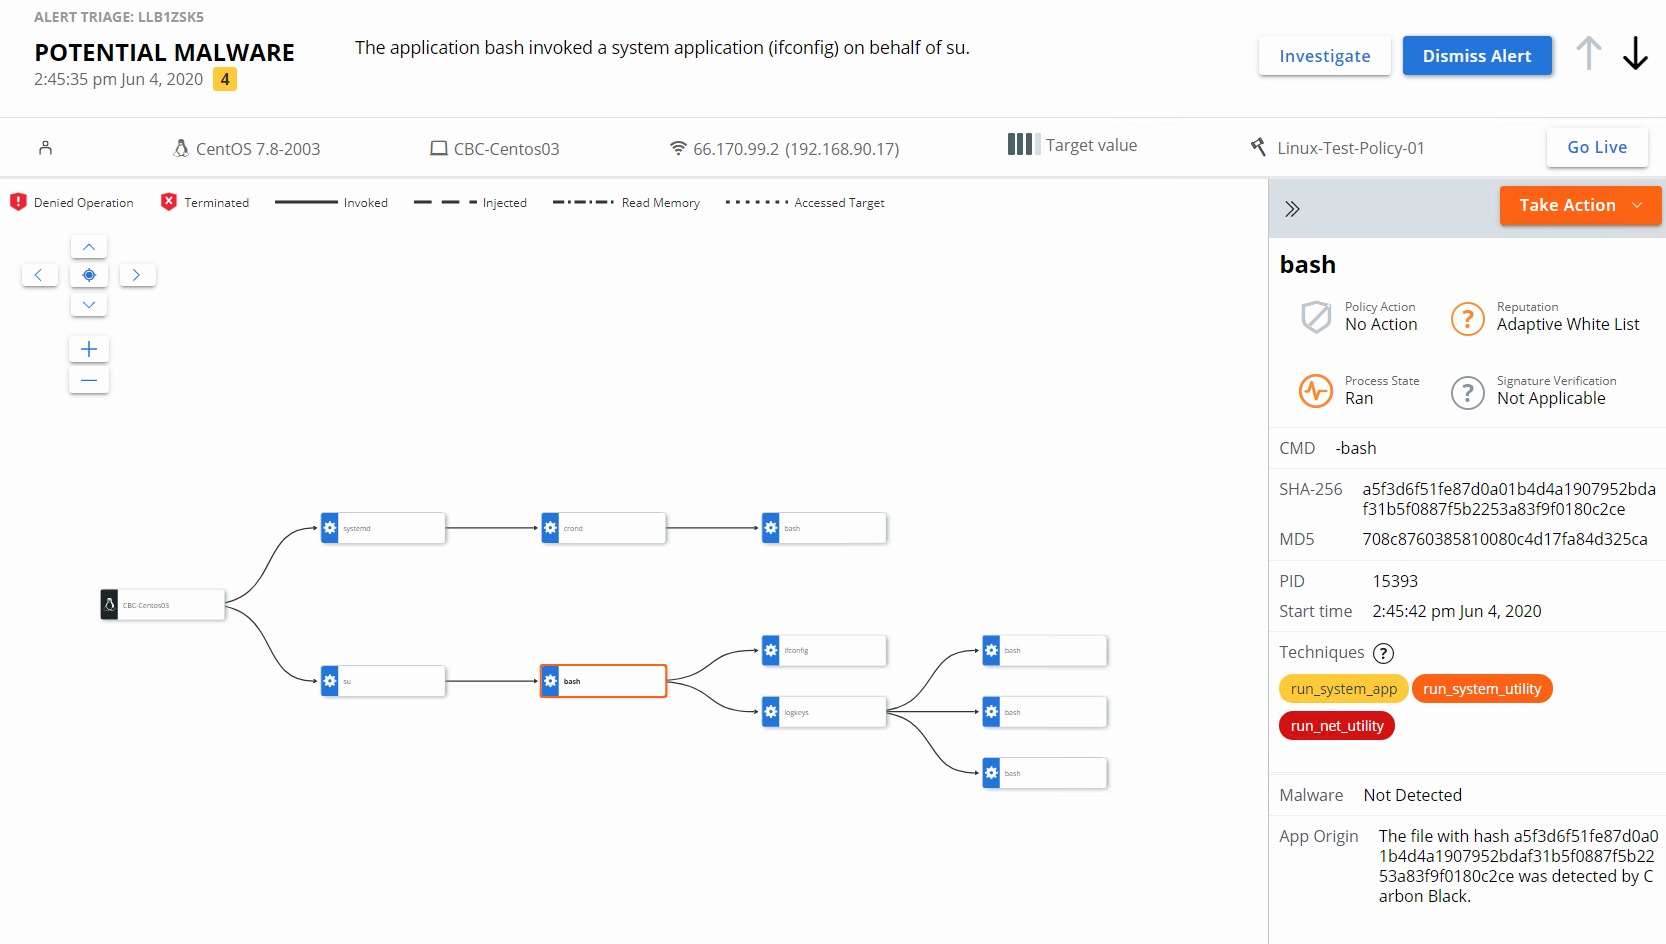 ALERT TRIAGE: LLB1ZSK5
POTENTIAL MALWARE
2:45:35 pm Jun 4, 2020 4
The application bash invoked a system application (ifconfig) on behalf of su.
Investigate
Dismiss Alert
CentOS 7.8-2003
CBC-Centos03
66.170.99.2 (192.168.90.17)
Target value
Linux-Test-Policy-01
Go Live
Denied Operation
Terminated
Invoked
Injected
Read Memory
Accessed Target
systemd
crond
bash
CBC-Centos03
su
bash
ifconfig
logkeys
bash
bash
bash
Take Action
bash
Policy Action
No Action
Reputation
Adaptive White List
Process State
Ran
Signature Verification
Not Applicable
CMD -bash
SHA-256 a5f3d6f51fe87d0a01b4d4a1907952bda
f31b5f0887f5b2253a83f9f0180c2ce
MD5 708c8760385810080c4d17fa84d325ca
PID 15393
Start time 2:45:42 pm Jun 4, 2020
Techniques ?
run_system_app run_system_utility
run_net_utility
Malware Not Detected
App Origin The file with hash a5f3d6f51fe87d0a0
1b4d4a1907952bdaf31b5f0887f5b22
53a83f9f0180c2ce was detected by C
arbon Black.